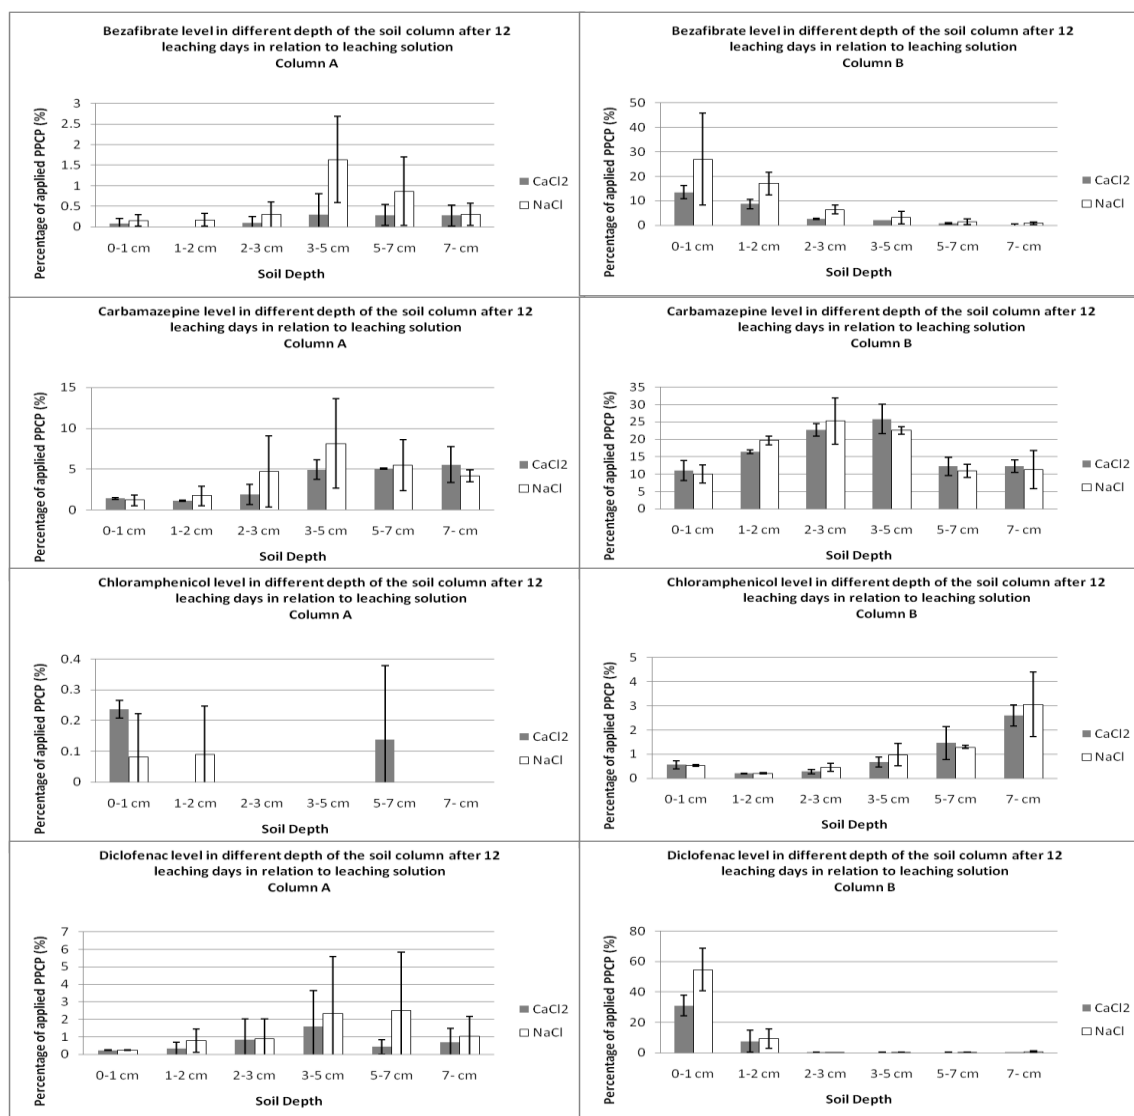 Bezafibrate level in different depth of the soil column after 12
leaching days in relation to leaching solution
Column A
Percentage of applied PPCP (%)
3
2.5
2
1.5
1
0.5
0
0-1 cm 1-2 cm 2-3 cm 3-5 cm 5-7 cm 7- cm
Soil Depth
CaCl2
NaCl
Bezafibrate level in different depth of the soil column after 12
leaching days in relation to leaching solution
Column B
Percentage of applied PPCP (%)
50
40
30
20
10
0
0-1 cm 1-2 cm 2-3 cm 3-5 cm 5-7 cm 7- cm
Soil Depth
CaCl2
NaCl
Carbamazepine level in different depth of the soil column after 12
leaching days in relation to leaching solution
Column A
Percentage of applied PPCP (%)
15
10
5
0
0-1 cm 1-2 cm 2-3 cm 3-5 cm 5-7 cm 7- cm
Soil Depth
CaCl2
NaCl
Carbamazepine level in different depth of the soil column after 12
leaching days in relation to leaching solution
Column B
Percentage of applied PPCP (%)
35
30
25
20
15
10
5
0
0-1 cm 1-2 cm 2-3 cm 3-5 cm 5-7 cm 7- cm
Soil Depth
CaCl2
NaCl
Chloramphenicol level in different depth of the soil column after 12
leaching days in relation to leaching solution
Column A
Percentage of applied PPCP (%)
0.4
0.3
0.2
0.1
0
0-1 cm 1-2 cm 2-3 cm 3-5 cm 5-7 cm 7- cm
Soil Depth
CaCl2
NaCl
Chloramphenicol level in different depth of the soil column after 12
leaching days in relation to leaching solution
Column B
Percentage of applied PPCP (%)
5
4
3
2
1
0
0-1 cm 1-2 cm 2-3 cm 3-5 cm 5-7 cm 7- cm
Soil Depth
CaCl2
NaCl
Diclofenac level in different depth of the soil column after 12
leaching days in relation to leaching solution
Column A
Percentage of applied PPCP (%)
7
6
5
4
3
2
1
0
0-1 cm 1-2 cm 2-3 cm 3-5 cm 5-7 cm 7- cm
Soil Depth
CaCl2
NaCl
Diclofenac level in different depth of the soil column after 12
leaching days in relation to leaching solution
Column B
Percentage of applied PPCP (%)
80
60
40
20
0
0-1 cm 1-2 cm 2-3 cm 3-5 cm 5-7 cm 7- cm
Soil Depth
CaCl2
NaCl